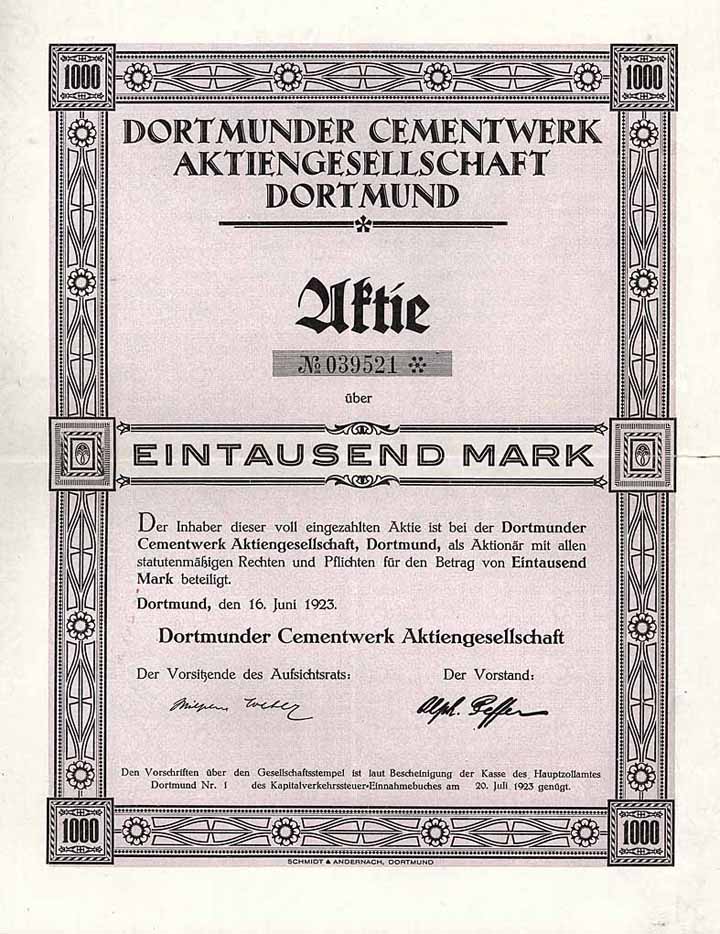 1000 1000
DORTMUNDER CEMENTWERK
AKTIENGESELLSCHAFT
DORTMUND
Aktie
№ 039521
über
EINTAUSEND MARK
Der Inhaber dieser voll eingezahlten Aktie ist bei der Dortmunder
Cementwerk Aktiengesellschaft, Dortmund, als Aktionär mit allen
statutenmäßigen Rechten und Pflichten für den Betrag von Eintausend
Mark beteiligt.
Dortmund, den 16. Juni 1923.
Dortmunder Cementwerk Aktiengesellschaft
Der Vorsitzende des Aufsichtsrats: Der Vorstand:
Den Vorschriften über den Gesellschaftsstempel ist laut Bescheinigung der Kasse des Hauptzollamtes
Dortmund Nr. 1 des Kapitalverkehrssteuer-Einnahmebuches am 20. Juli 1923 genügt.
1000 1000
SCHMIDT & ANDERNACH, DORTMUND